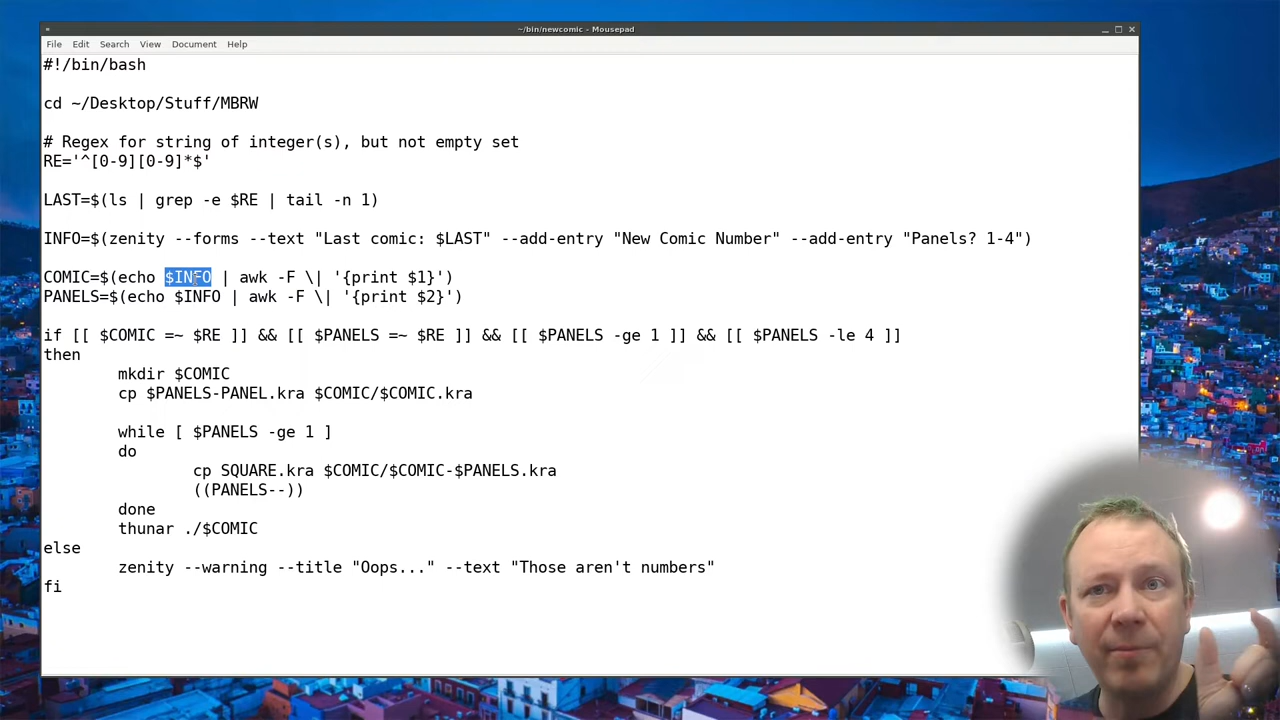 ~/bin/newcomic - Mousepad
File Edit Search View Document Help
#!/bin/bash
cd ~/Desktop/Stuff/MBRW
# Regex for string of integer(s), but not empty set
RE='^[0-9][0-9]*$'
LAST=$(ls | grep -e $RE | tail -n 1)
INFO=$(zenity --forms --text "Last comic: $LAST" --add-entry "New Comic Number" --add-entry "Panels? 1-4")
COMIC=$(echo $INFO | awk -F \| '{print $1}')
PANELS=$(echo $INFO | awk -F \| '{print $2}')
if [[ $COMIC =~ $RE ]] && [[ $PANELS =~ $RE ]] && [[ $PANELS -ge 1 ]] && [[ $PANELS -le 4 ]]
then
mkdir $COMIC
cp $PANELS-PANEL.kra $COMIC/$COMIC.kra
while [ $PANELS -ge 1 ]
do
cp SQUARE.kra $COMIC/$COMIC-$PANELS.kra
((PANELS--))
done
thunar ./$COMIC
else
zenity --warning --title "Oops..." --text "Those aren't numbers"
fi